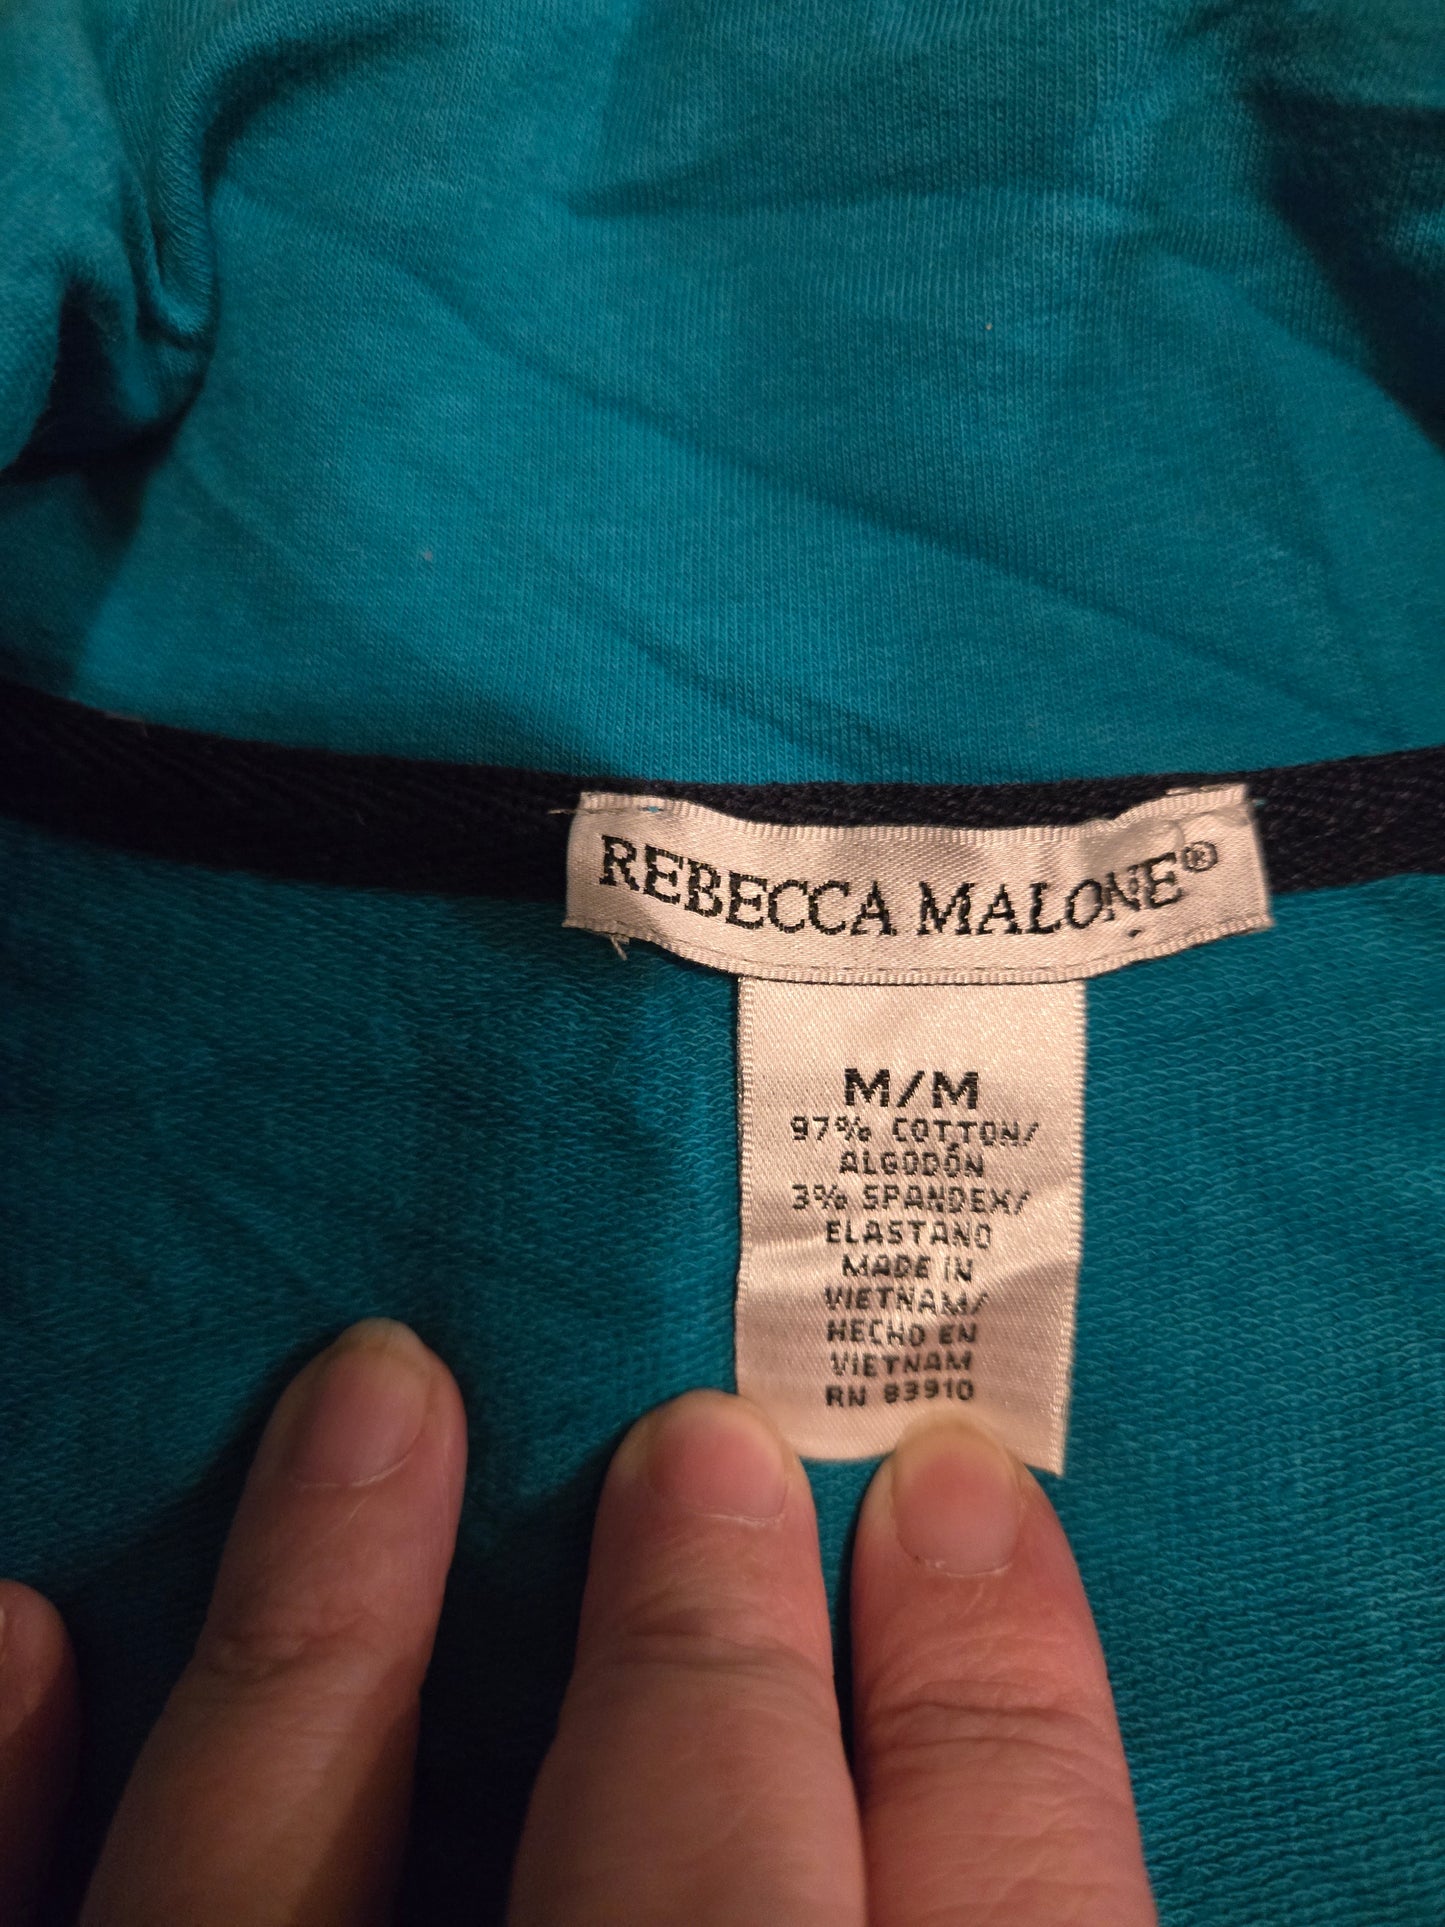 REBECCA MALONE®
M/M
97% COTTON/
ALGODÓN
3% SPANDEX/
ELASTANO
MADE IN
VIETNAM/
HECHO EN
VIETNAM
RN 83910